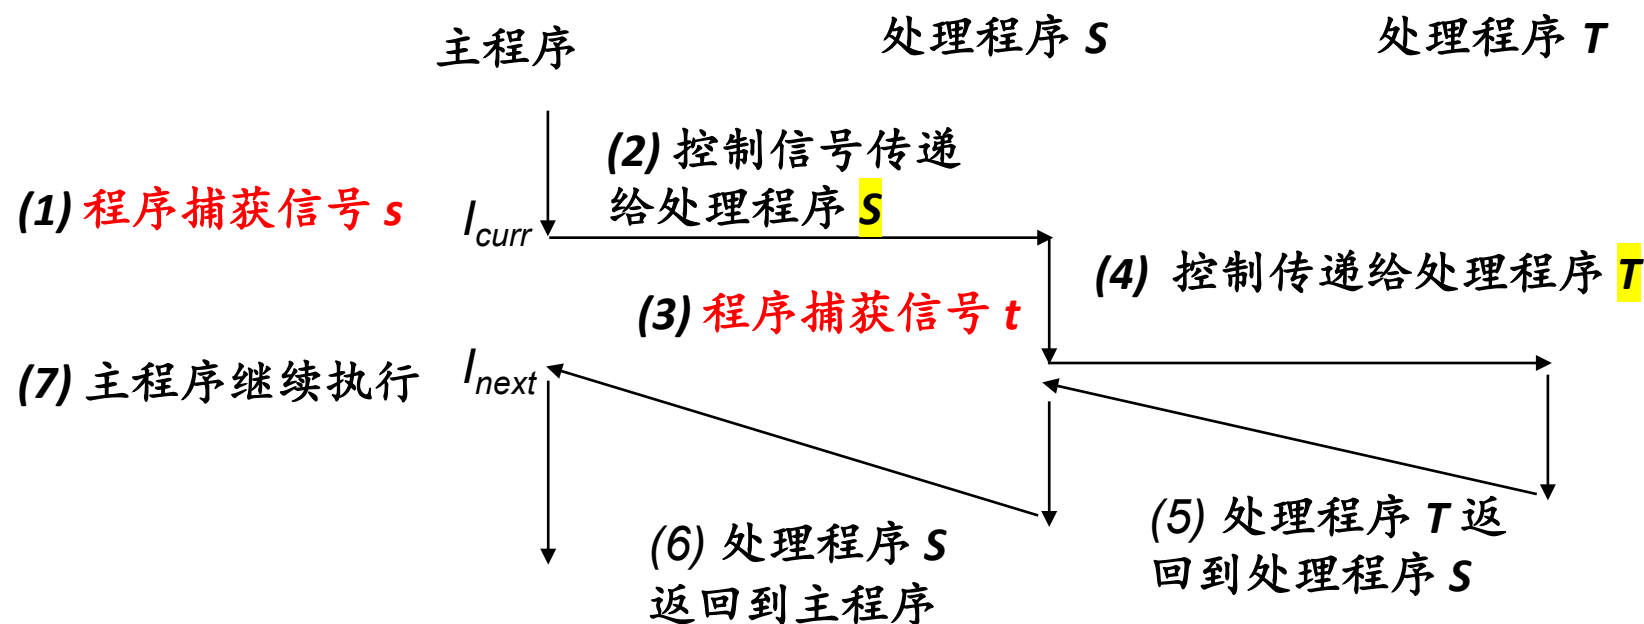 主程序
处理程序 S
处理程序 T
(1) 程序捕获信号 s
I_curr
(2) 控制信号传递
给处理程序 S
(3) 程序捕获信号 t
(4) 控制传递给处理程序 T
(7) 主程序继续执行
I_next
(5) 处理程序 T 返
回到处理程序 S
(6) 处理程序 S
返回到主程序